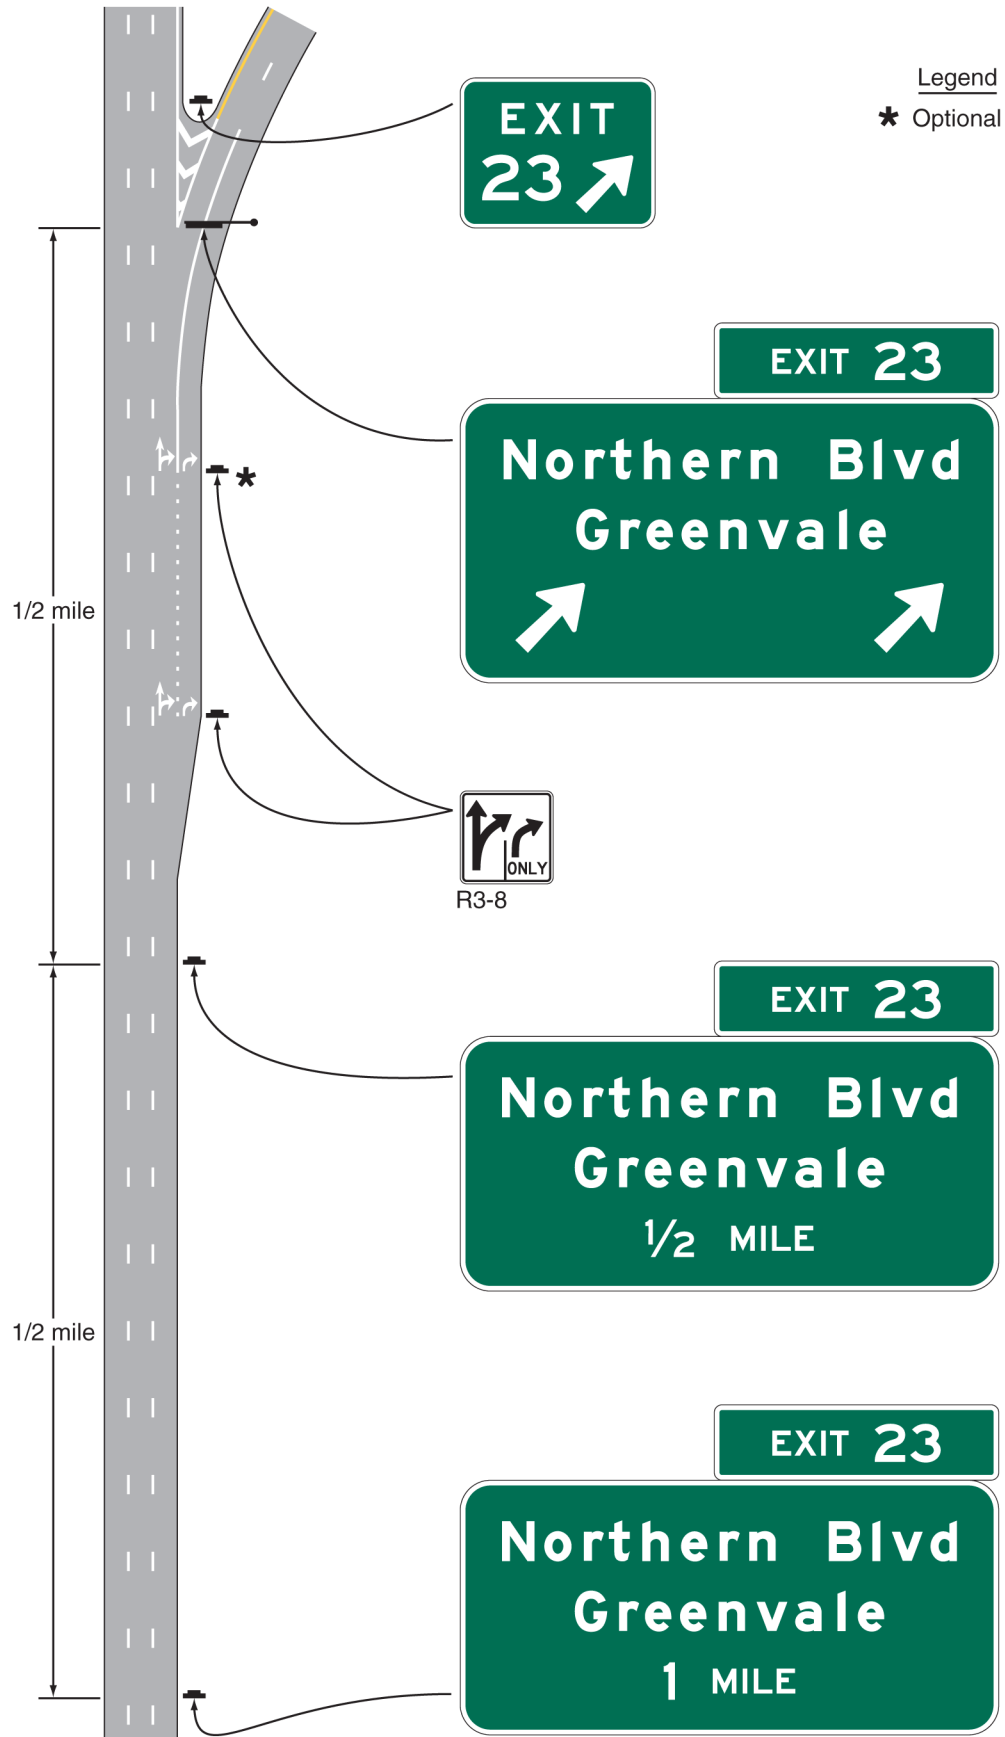 Legend
* Optional
EXIT
23
EXIT 23
Northern Blvd
Greenvale
*
1/2 mile
ONLY
R3-8
EXIT 23
Northern Blvd
Greenvale
1/2 MILE
1/2 mile
EXIT 23
Northern Blvd
Greenvale
1 MILE